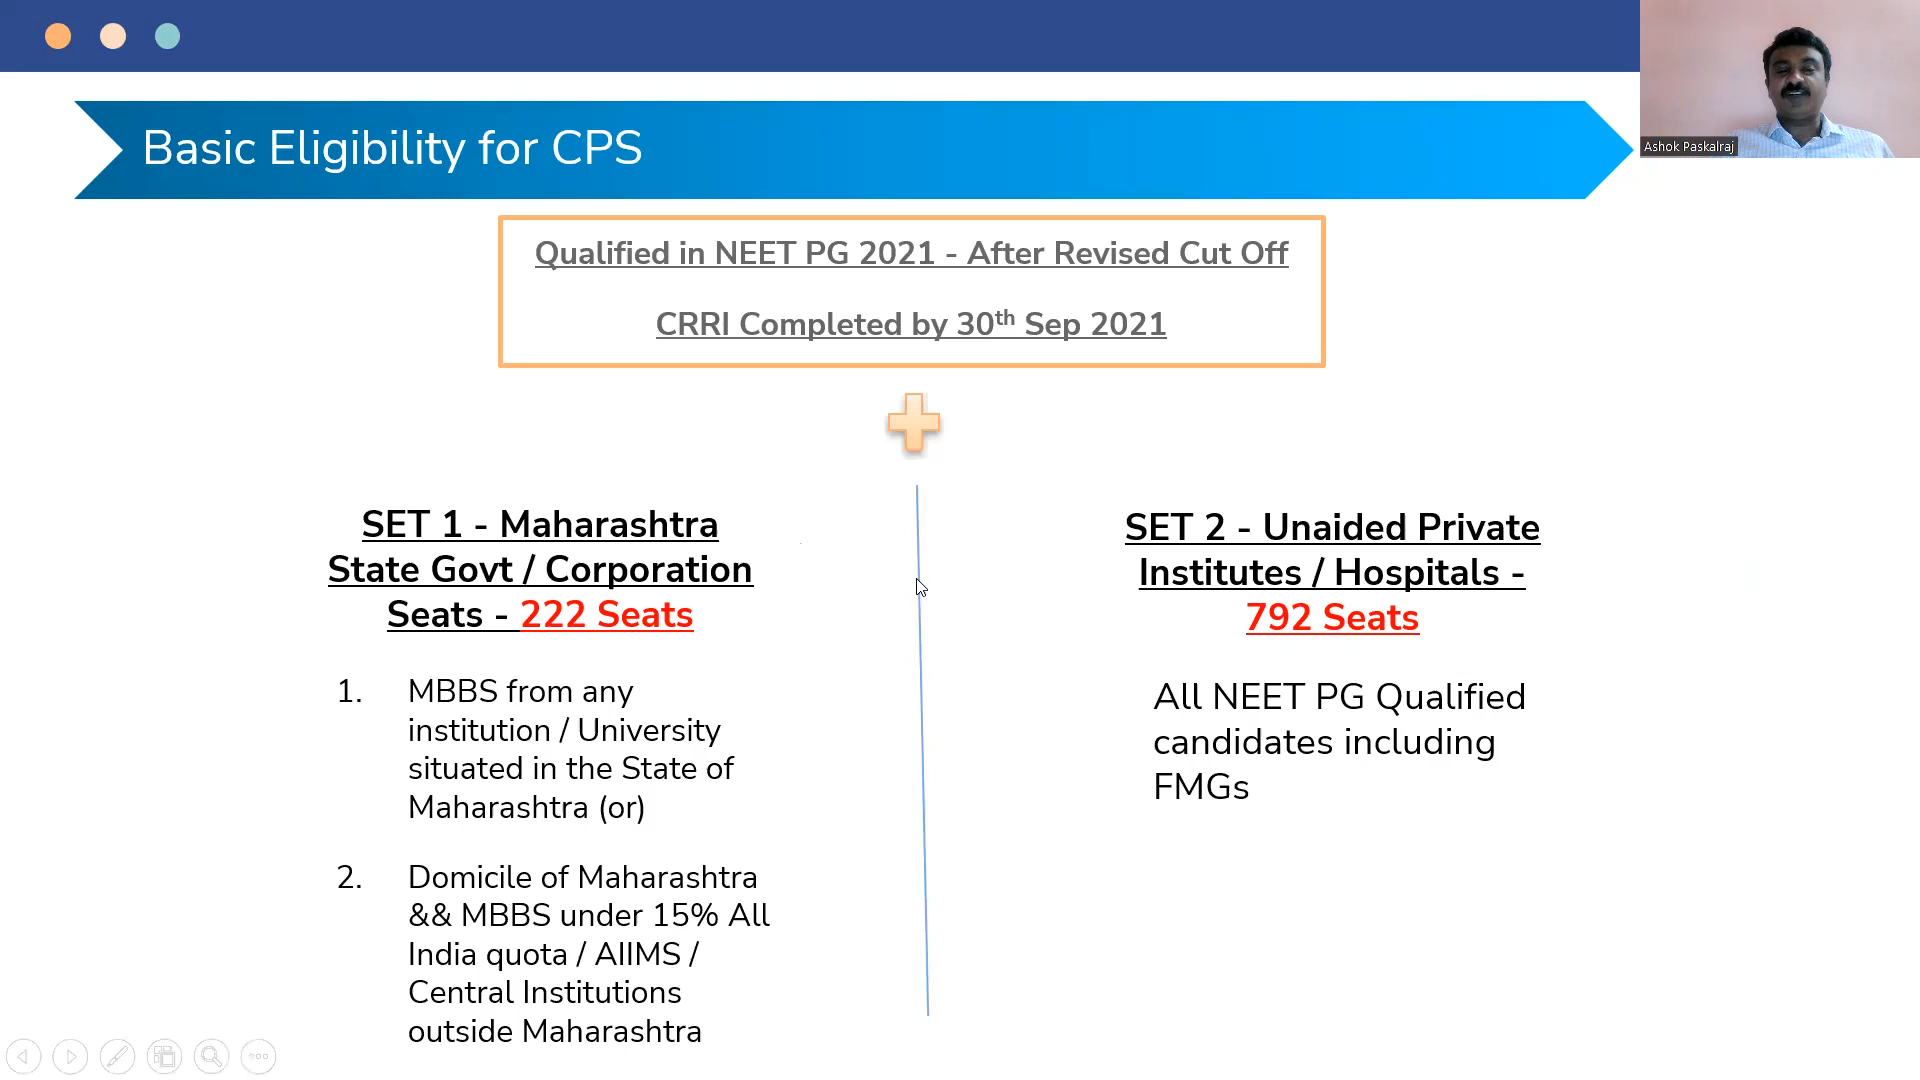 Basic Eligibility for CPS
Ashok Paskalraj
Qualified in NEET PG 2021 - After Revised Cut Off
CRRI Completed by 30th Sep 2021
SET 1 - Maharashtra
State Govt / Corporation
Seats - 222 Seats
1. MBBS from any
institution / University
situated in the State of
Maharashtra (or)
2. Domicile of Maharashtra
&& MBBS under 15% All
India quota / AIIMS /
Central Institutions
outside Maharashtra
SET 2 - Unaided Private
Institutes / Hospitals -
792 Seats
All NEET PG Qualified
candidates including
FMGs